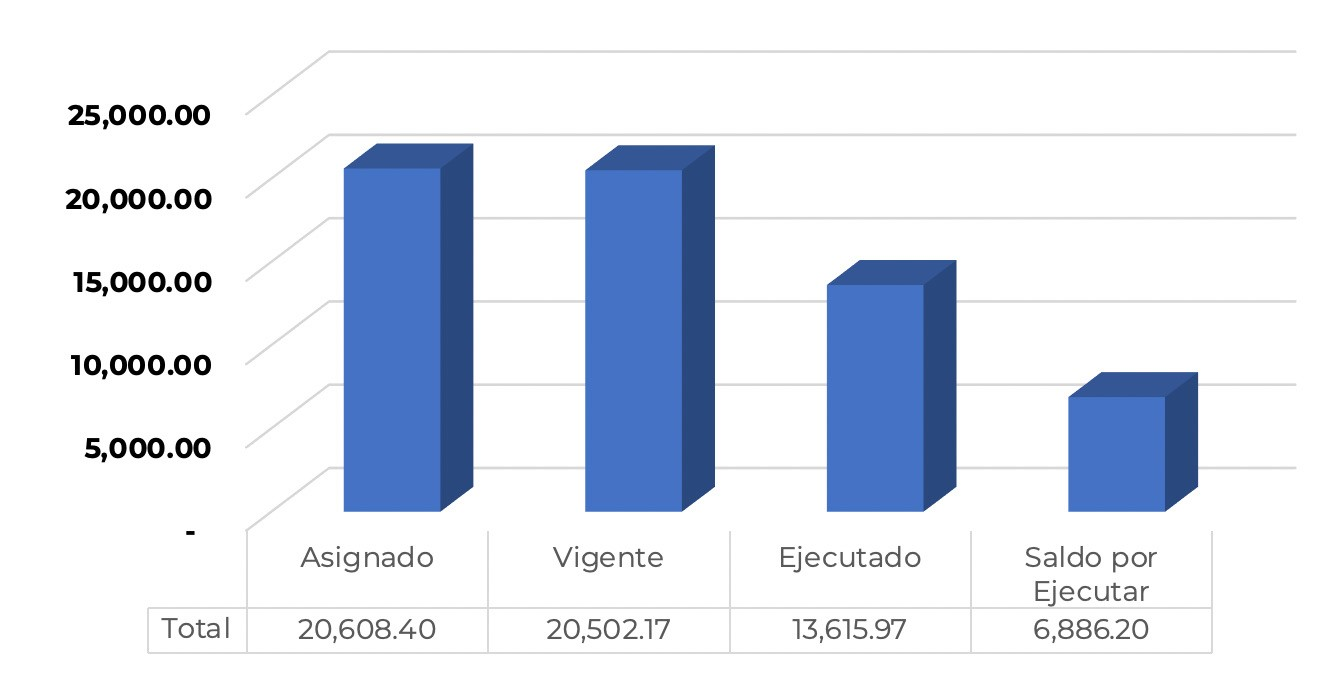 25,000.00
20,000.00
15,000.00
10,000.00
5,000.00
-
Asignado Vigente Ejecutado Saldo por
Ejecutar
Total 20,608.40 20,502.17 13,615.97 6,886.20